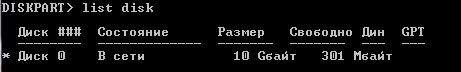 DISKPART> list disk
Диск ### Состояние Размер Свободно Дин GPT
-------- ------------- ------- ------- --- ---
* Диск 0 В сети 10 Gбайт 301 Mбайт